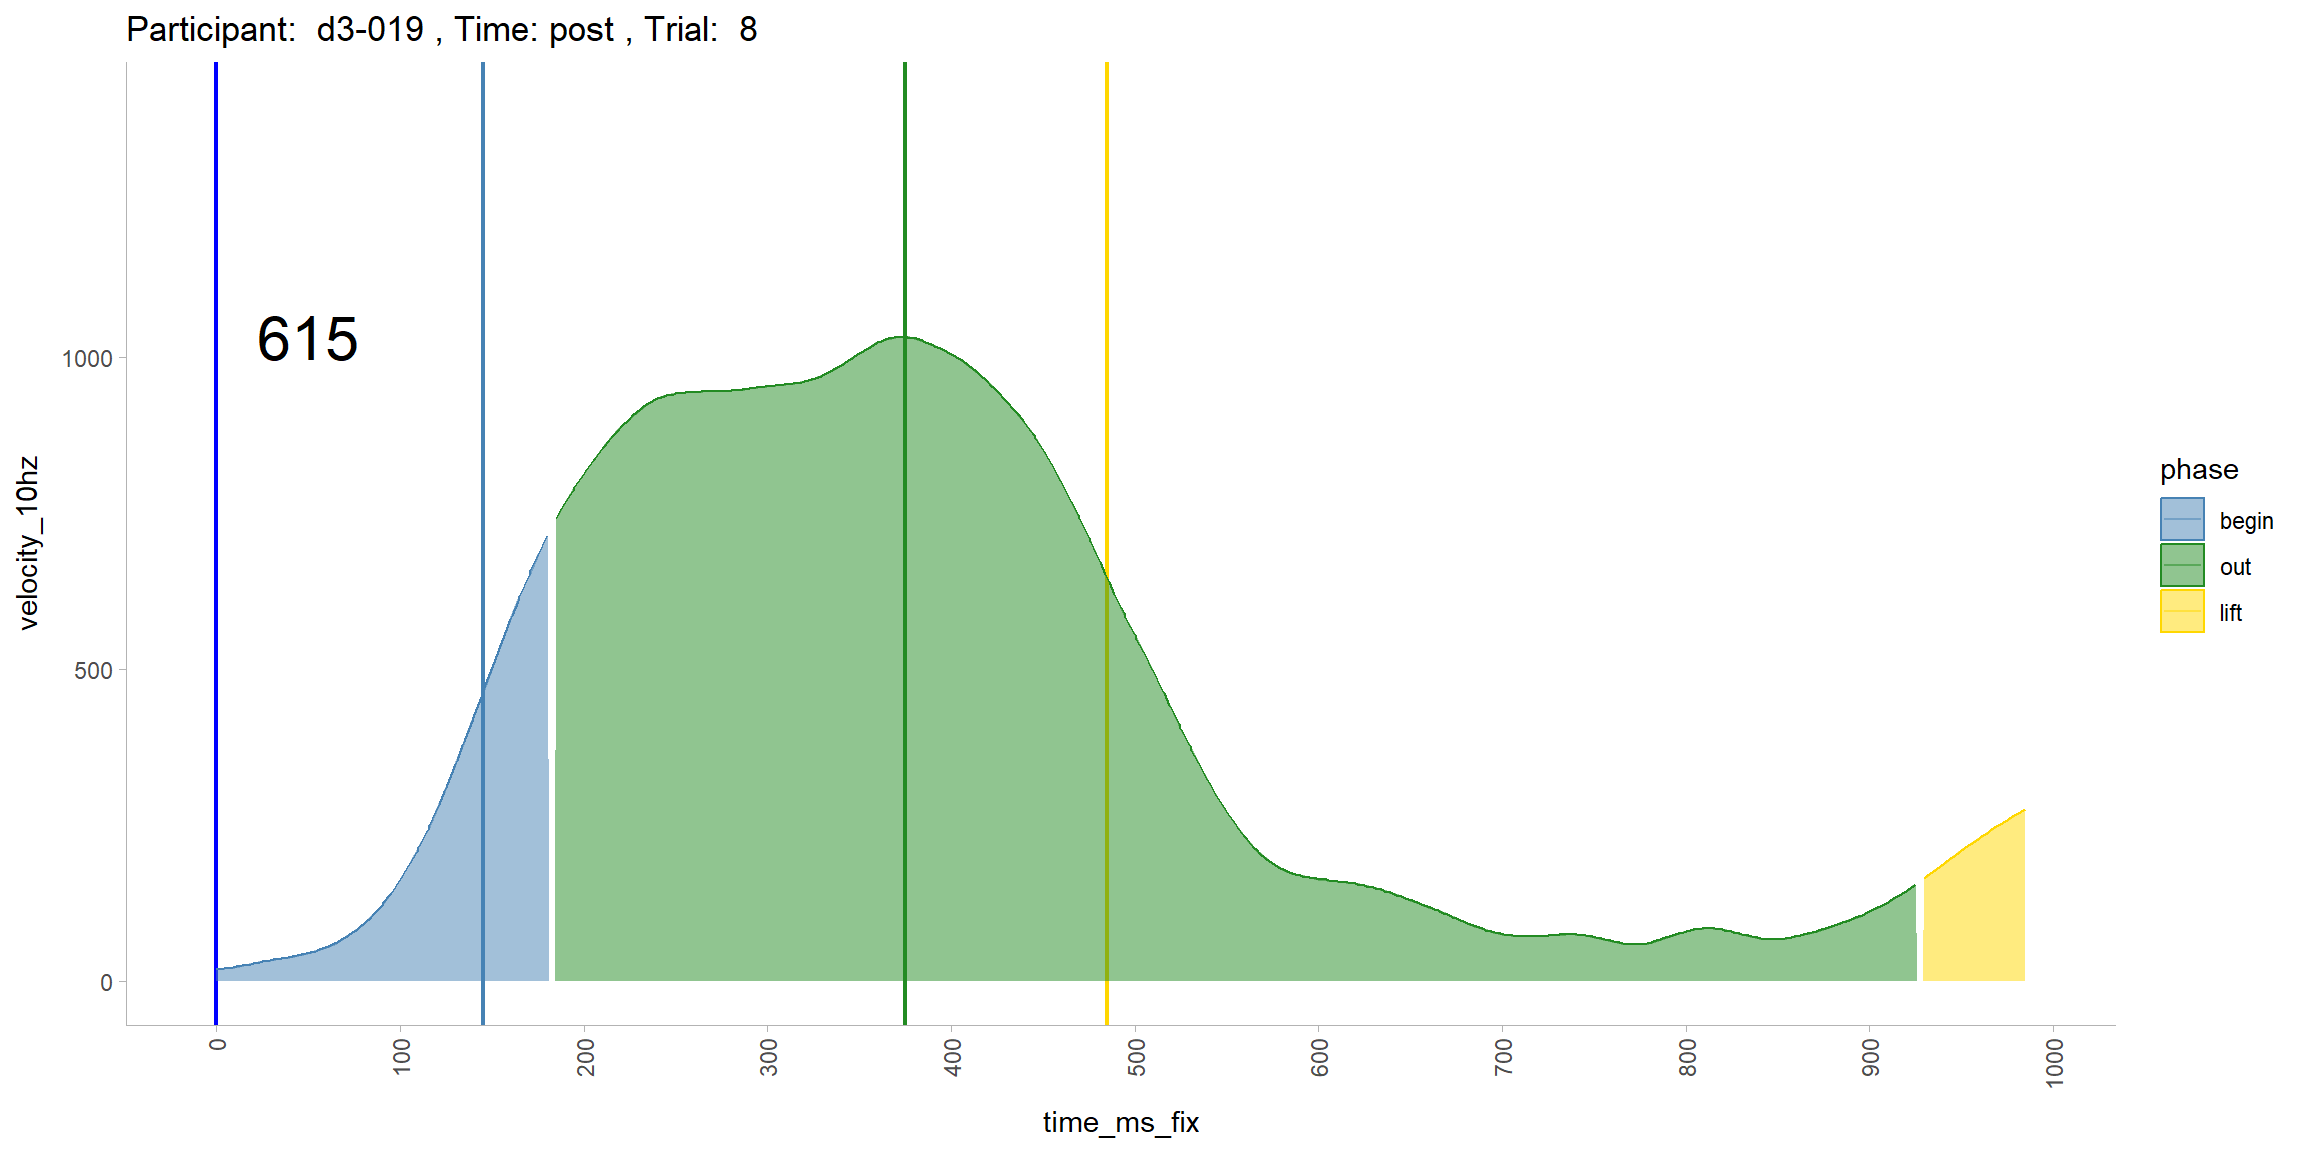 Participant:  d3-019 , Time: post , Trial:  8
615
1000
500
0
velocity_10hz
0
100
200
300
400
500
600
700
800
900
1000
time_ms_fix
phase
begin
out
lift